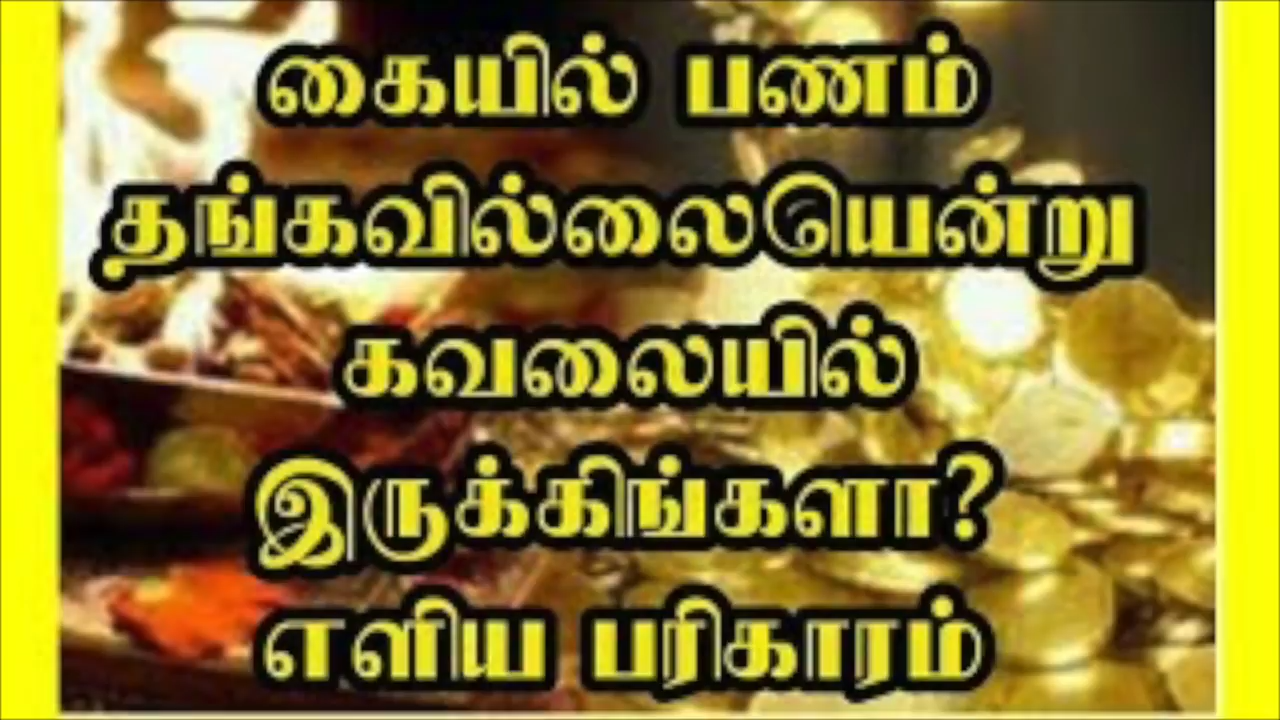 கையில் பணம்
தங்கவில்லையென்று
கவலையில்
இருக்கிங்களா?
எளிய பரிகாரம்